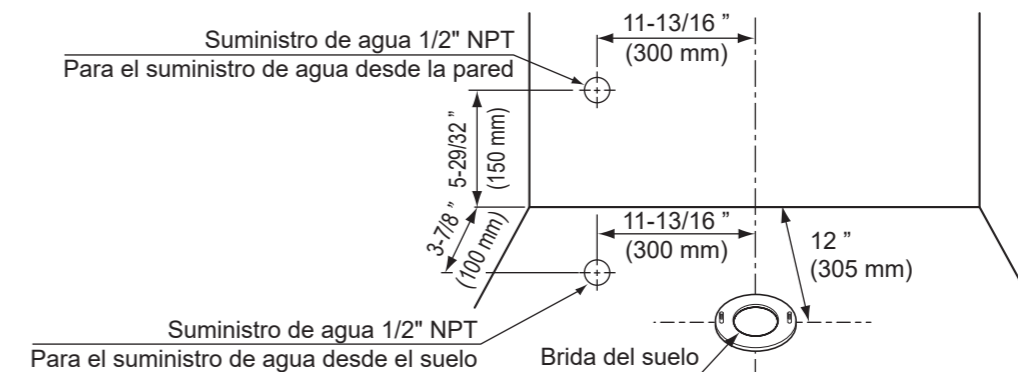 11-13/16 ”
(300 mm)
Suministro de agua 1/2" NPT
Para el suministro de agua desde la pared
5-29/32 ”
(150 mm)
3-7/8 ”
(100 mm)
11-13/16 ”
(300 mm)
12 ”
(305 mm)
Suministro de agua 1/2" NPT
Para el suministro de agua desde el suelo
Brida del suelo